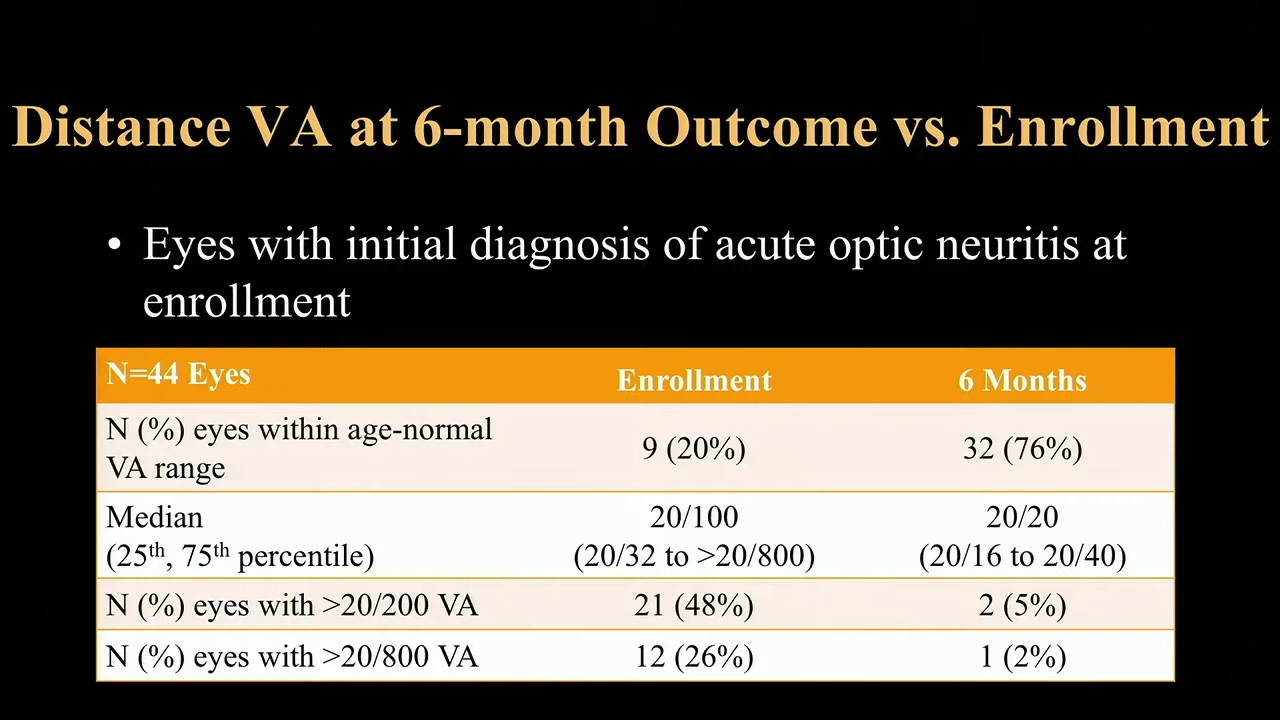 Distance VA at 6-month Outcome vs. Enrollment
• Eyes with initial diagnosis of acute optic neuritis at
enrollment
N=44 Eyes Enrollment 6 Months
N (%) eyes within age-normal
VA range 9 (20%) 32 (76%)
Median 20/100 20/20
(25th, 75th percentile) (20/32 to >20/800) (20/16 to 20/40)
N (%) eyes with >20/200 VA 21 (48%) 2 (5%)
N (%) eyes with >20/800 VA 12 (26%) 1 (2%)